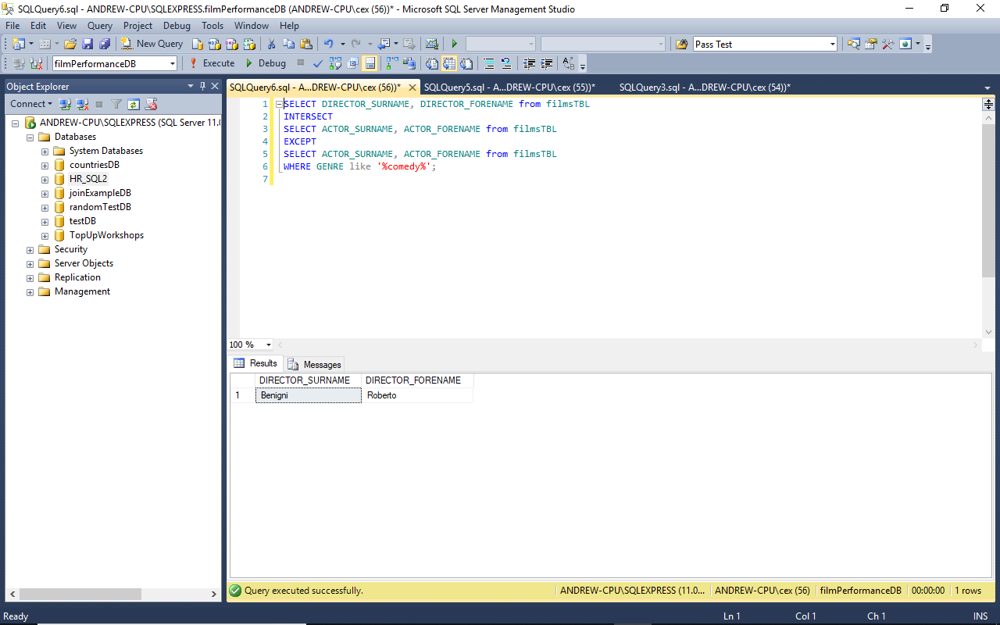 SQLQuery6.sql - ANDREW-CPU\SQLEXPRESS.filmPerformanceDB (ANDREW-CPU\cex (56))* - Microsoft SQL Server Management Studio
File Edit View Query Project Debug Tools Window Help
New Query Pass Test
filmPerformanceDB Execute Debug
Object Explorer
Connect
ANDREW-CPU\SQLEXPRESS (SQL Server 11.0
Databases
System Databases
countriesDB
HR_SQL2
joinExampleDB
randomTestDB
testDB
TopUpWorkshops
Security
Server Objects
Replication
Management
SQLQuery6.sql - A...DREW-CPU\cex (56))* SQLQuery5.sql - A...DREW-CPU\cex (55))* SQLQuery3.sql - A...DREW-CPU\cex (54))*
1 SELECT DIRECTOR_SURNAME, DIRECTOR_FORENAME from filmsTBL
2 INTERSECT
3 SELECT ACTOR_SURNAME, ACTOR_FORENAME from filmsTBL
4 EXCEPT
5 SELECT ACTOR_SURNAME, ACTOR_FORENAME from filmsTBL
6 WHERE GENRE like '%comedy%';
7
100 %
Results Messages
DIRECTOR_SURNAME DIRECTOR_FORENAME
1 Benigni Roberto
Query executed successfully. ANDREW-CPU\SQLEXPRESS (11.0... ANDREW-CPU\cex (56) filmPerformanceDB 00:00:00 1 rows
Ready Ln 1 Col 1 Ch 1 INS